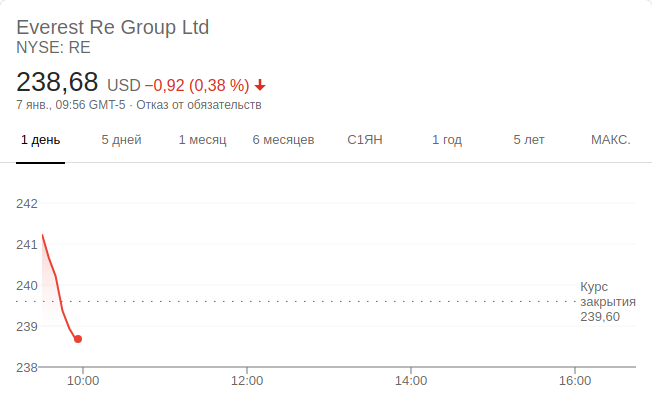 Everest Re Group Ltd
NYSE: RE
238,68 USD −0,92 (0,38 %)
7 янв., 09:56 GMT-5 · Отказ от обязательств
1 день 5 дней 1 месяц 6 месяцев С1ЯН 1 год 5 лет МАКС.
242
241
240
239
238
Курс
закрытия
239,60
10:00 12:00 14:00 16:00